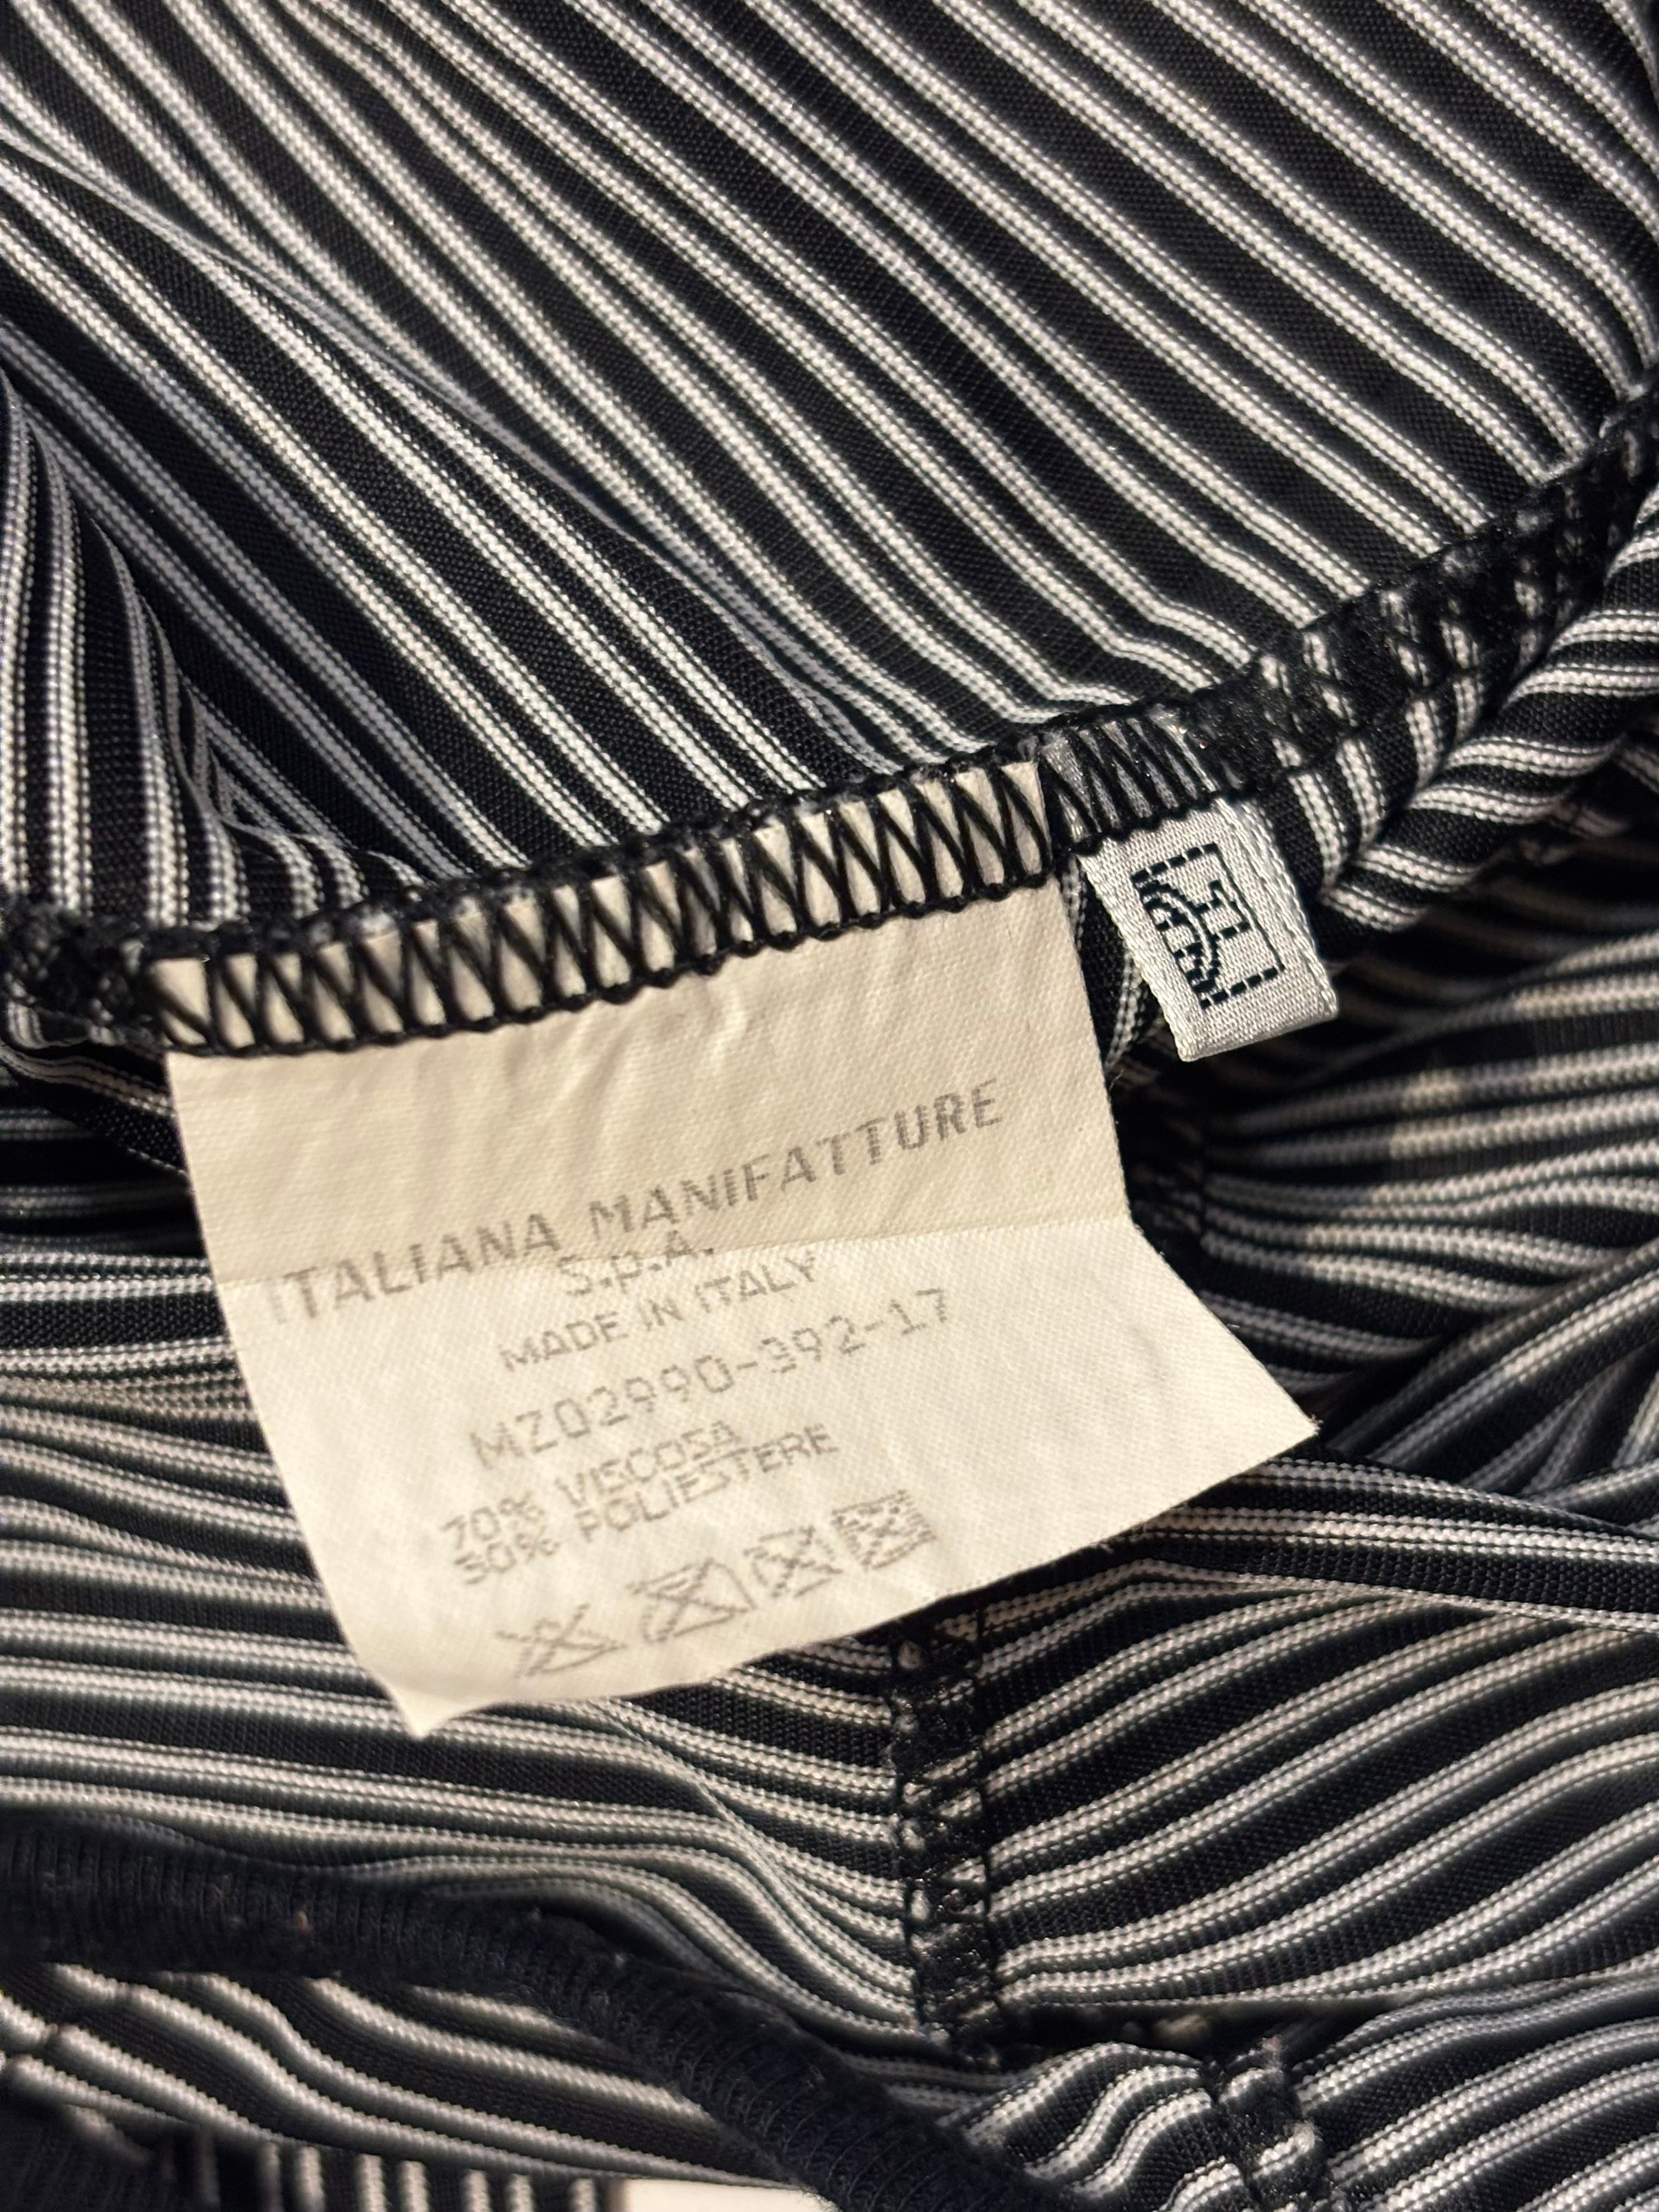 ITALIANA MANIFATTURE
S.p.A.
MADE IN ITALY
MZ02990-392-17
70% VISCOSA
30% POLIESTERE